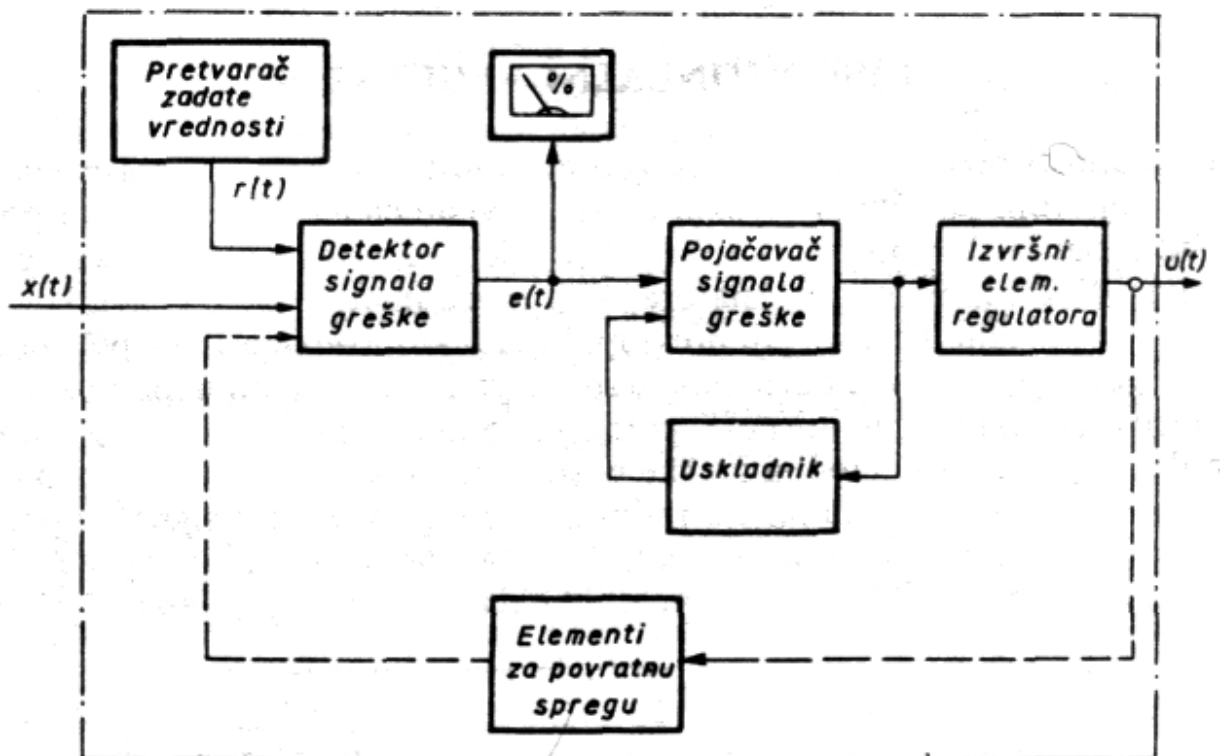 Pretvarač
zadate
vrednosti
%
r(t)
x(t)
Detektor
signala
greške
e(t)
Pojačavač
signala
greške
Izvršni
elem.
regulatora
u(t)
Uskladnik
Elementi
za povratnu
spregu